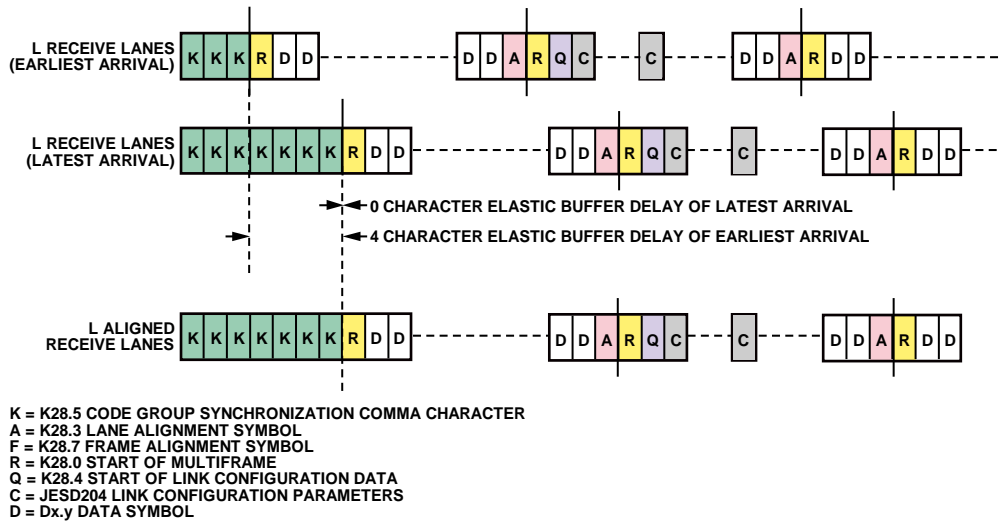 L RECEIVE LANES
(EARLIEST ARRIVAL)
K K K R D D
D D A R Q C
C
D D A R D D
L RECEIVE LANES
(LATEST ARRIVAL)
K K K K K K K R D D
D D A R Q C
C
D D A R D D
0 CHARACTER ELASTIC BUFFER DELAY OF LATEST ARRIVAL
4 CHARACTER ELASTIC BUFFER DELAY OF EARLIEST ARRIVAL
L ALIGNED
RECEIVE LANES
K K K K K K K R D D
D D A R Q C
C
D D A R D D
K = K28.5 CODE GROUP SYNCHRONIZATION COMMA CHARACTER
A = K28.3 LANE ALIGNMENT SYMBOL
F = K28.7 FRAME ALIGNMENT SYMBOL
R = K28.0 START OF MULTIFRAME
Q = K28.4 START OF LINK CONFIGURATION DATA
C = JESD204 LINK CONFIGURATION PARAMETERS
D = Dx.y DATA SYMBOL